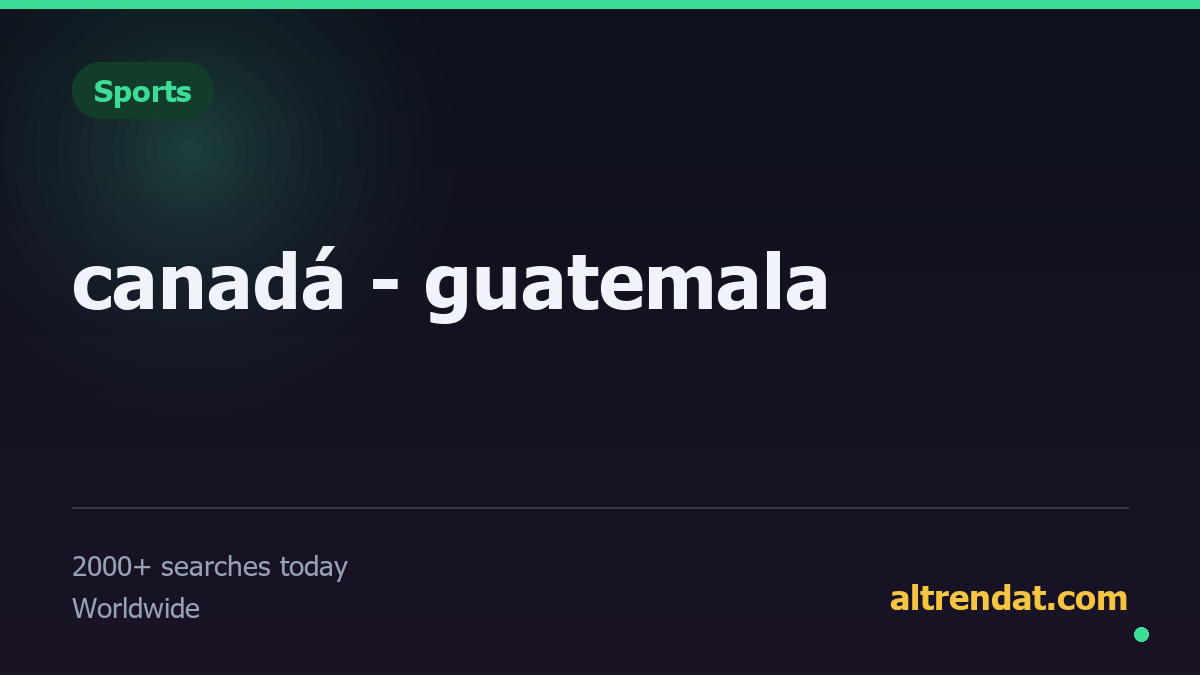 Sports
canadá - guatemala
2000+ searches today
Worldwide
altrendat.com